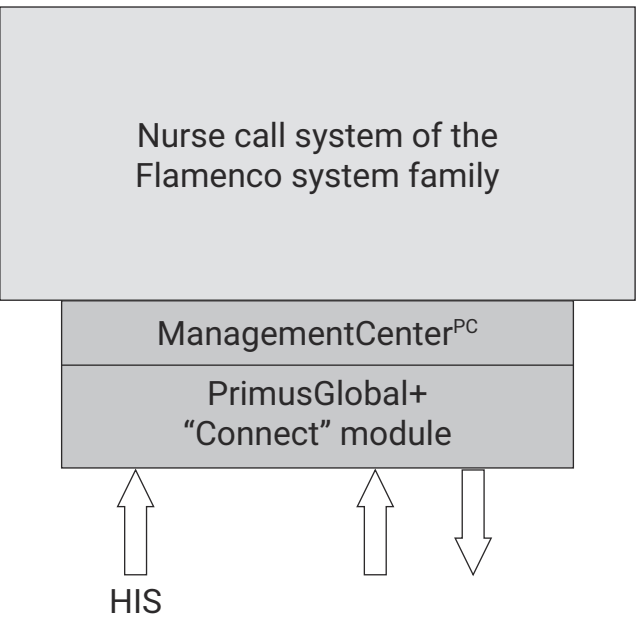 Nurse call system of the
Flamenco system family
ManagementCenterPC
PrimusGlobal+
“Connect” module
HIS